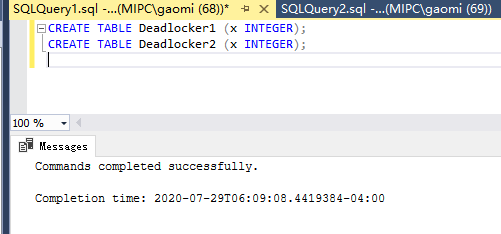 SQLQuery1.sql -...(MIPC\gaomi (68))* SQLQuery2.sql -...(MIPC\gaomi (69))
CREATE TABLE Deadlocker1 (x INTEGER);
CREATE TABLE Deadlocker2 (x INTEGER);
100 %
Messages
Commands completed successfully.
Completion time: 2020-07-29T06:09:08.4419384-04:00